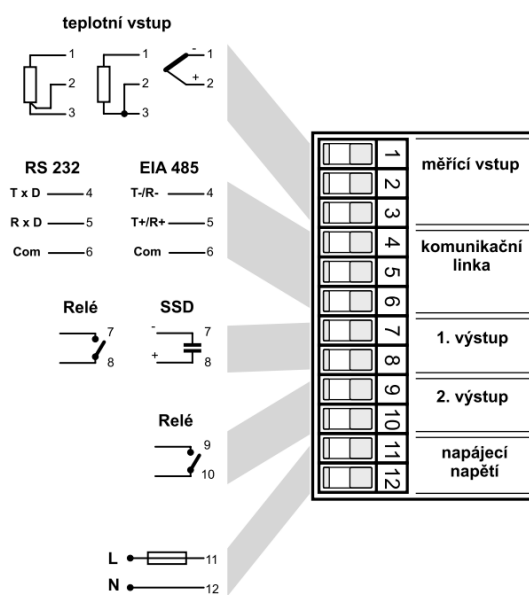 teplotní vstup
1
2
3
1
2
3
- 1
+ 2
RS 232
T x D 4
R x D 5
Com 6
EIA 485
T-/R- 4
T+/R+ 5
Com 6
Relé
7
8
SSD
- 7
+ 8
Relé
9
10
L 11
N 12
1
2
3
4
5
6
7
8
9
10
11
12
měřící vstup
komunikační
linka
1. výstup
2. výstup
napájecí
napětí